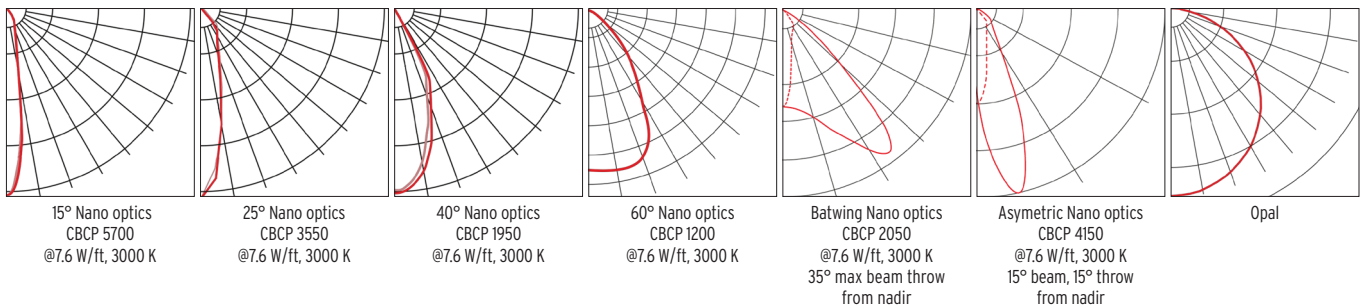 15° Nano optics
CBCP 5700
@7.6 W/ft, 3000 K
25° Nano optics
CBCP 3550
@7.6 W/ft, 3000 K
40° Nano optics
CBCP 1950
@7.6 W/ft, 3000 K
60° Nano optics
CBCP 1200
@7.6 W/ft, 3000 K
Batwing Nano optics
CBCP 2050
@7.6 W/ft, 3000 K
35° max beam throw
from nadir
Asymetric Nano optics
CBCP 4150
@7.6 W/ft, 3000 K
15° beam, 15° throw
from nadir
Opal